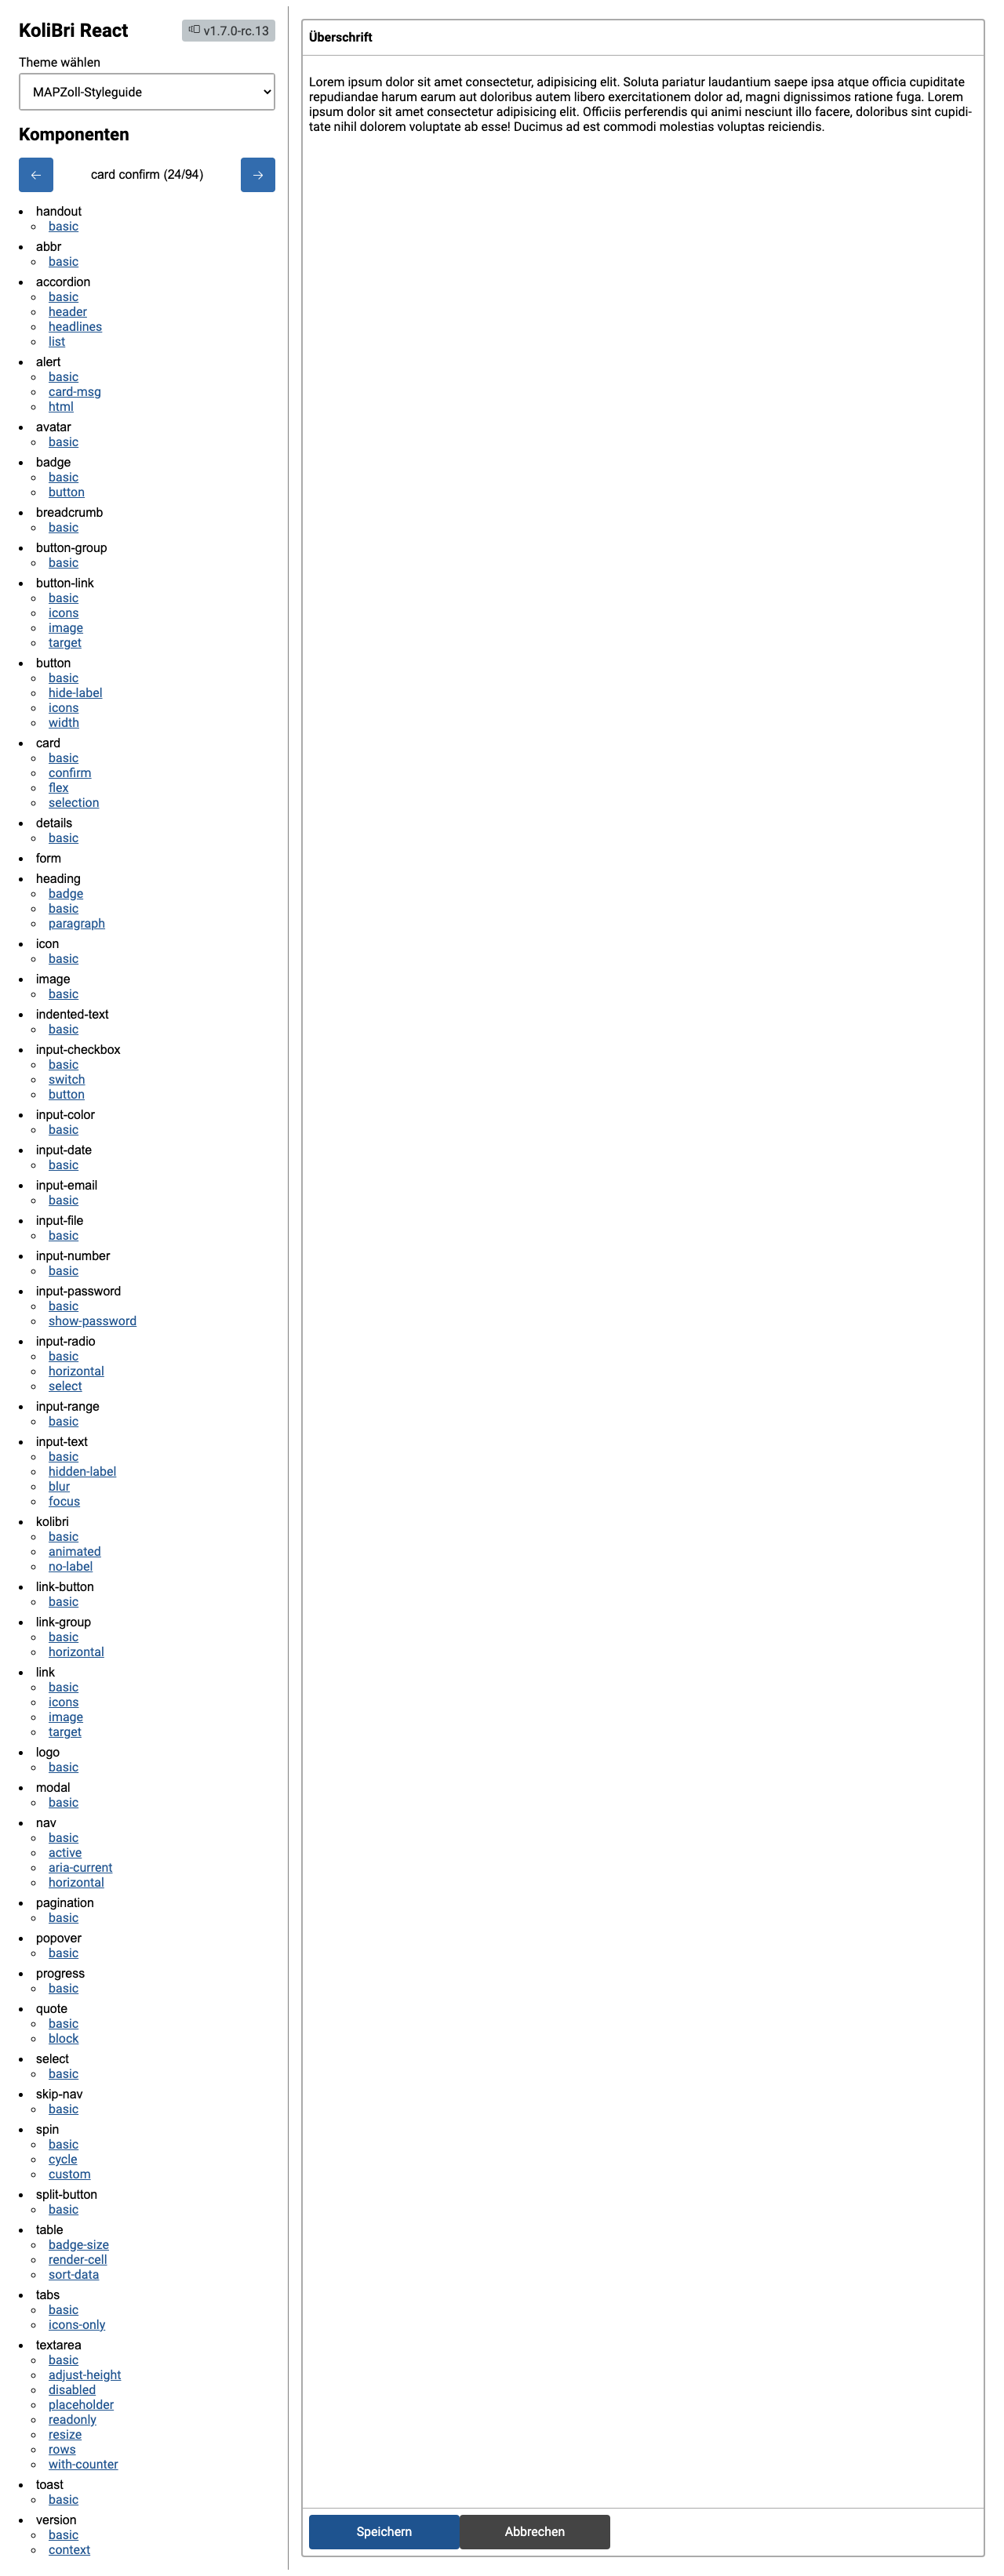 KoliBri React
v1.7.0-rc.13
Theme wählen
MAPZoll-Styleguide
Komponenten
←
card confirm (24/94)
→
handout
basic
abbr
basic
accordion
basic
header
headlines
list
alert
basic
card-msg
html
avatar
basic
badge
basic
button
breadcrumb
basic
button-group
basic
button-link
basic
icons
image
target
button
basic
hide-label
icons
width
card
basic
confirm
flex
selection
details
basic
form
heading
badge
basic
paragraph
icon
basic
image
basic
indented-text
basic
input-checkbox
basic
switch
button
input-color
basic
input-date
basic
input-email
basic
input-file
basic
input-number
basic
input-password
basic
show-password
input-radio
basic
horizontal
select
input-range
basic
input-text
basic
hidden-label
blur
focus
kolibri
basic
animated
no-label
link-button
basic
link-group
basic
horizontal
link
basic
icons
image
target
logo
basic
modal
basic
nav
basic
active
aria-current
horizontal
pagination
basic
popover
basic
progress
basic
quote
basic
block
select
basic
skip-nav
basic
spin
basic
cycle
custom
split-button
basic
table
badge-size
render-cell
sort-data
tabs
basic
icons-only
textarea
basic
adjust-height
disabled
placeholder
readonly
resize
rows
with-counter
toast
basic
version
basic
context
Überschrift
Lorem ipsum dolor sit amet consectetur, adipisicing elit. Soluta pariatur laudantium saepe ipsa atque officia cupiditate
repudiandae harum earum aut doloribus autem libero exercitationem dolor ad, magni dignissimos ratione fuga. Lorem
ipsum dolor sit amet consectetur adipisicing elit. Officiis perferendis qui animi nesciunt illo facere, doloribus sint cupidi-
tate nihil dolorem voluptate ab esse! Ducimus ad est commodi molestias voluptas reiciendis.
Speichern
Abbrechen